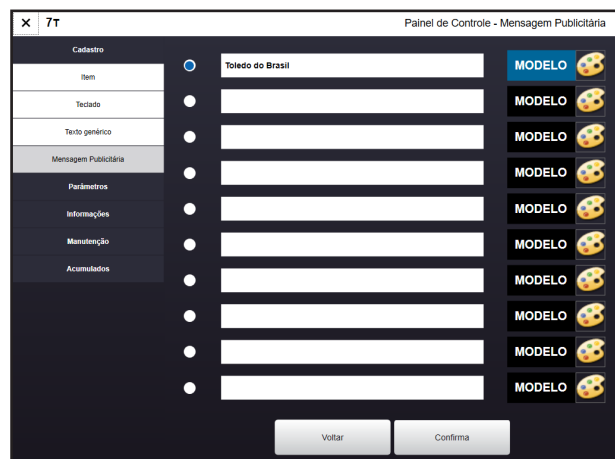 × 7T Painel de Controle - Mensagem Publicitária
Cadastro
Item
Teclado
Texto genérico
Mensagem Publicitária
Parâmetros
Informações
Manutenção
Acumulados
Toledo do Brasil MODELO
MODELO
MODELO
MODELO
MODELO
MODELO
MODELO
MODELO
MODELO
MODELO
Voltar Confirma